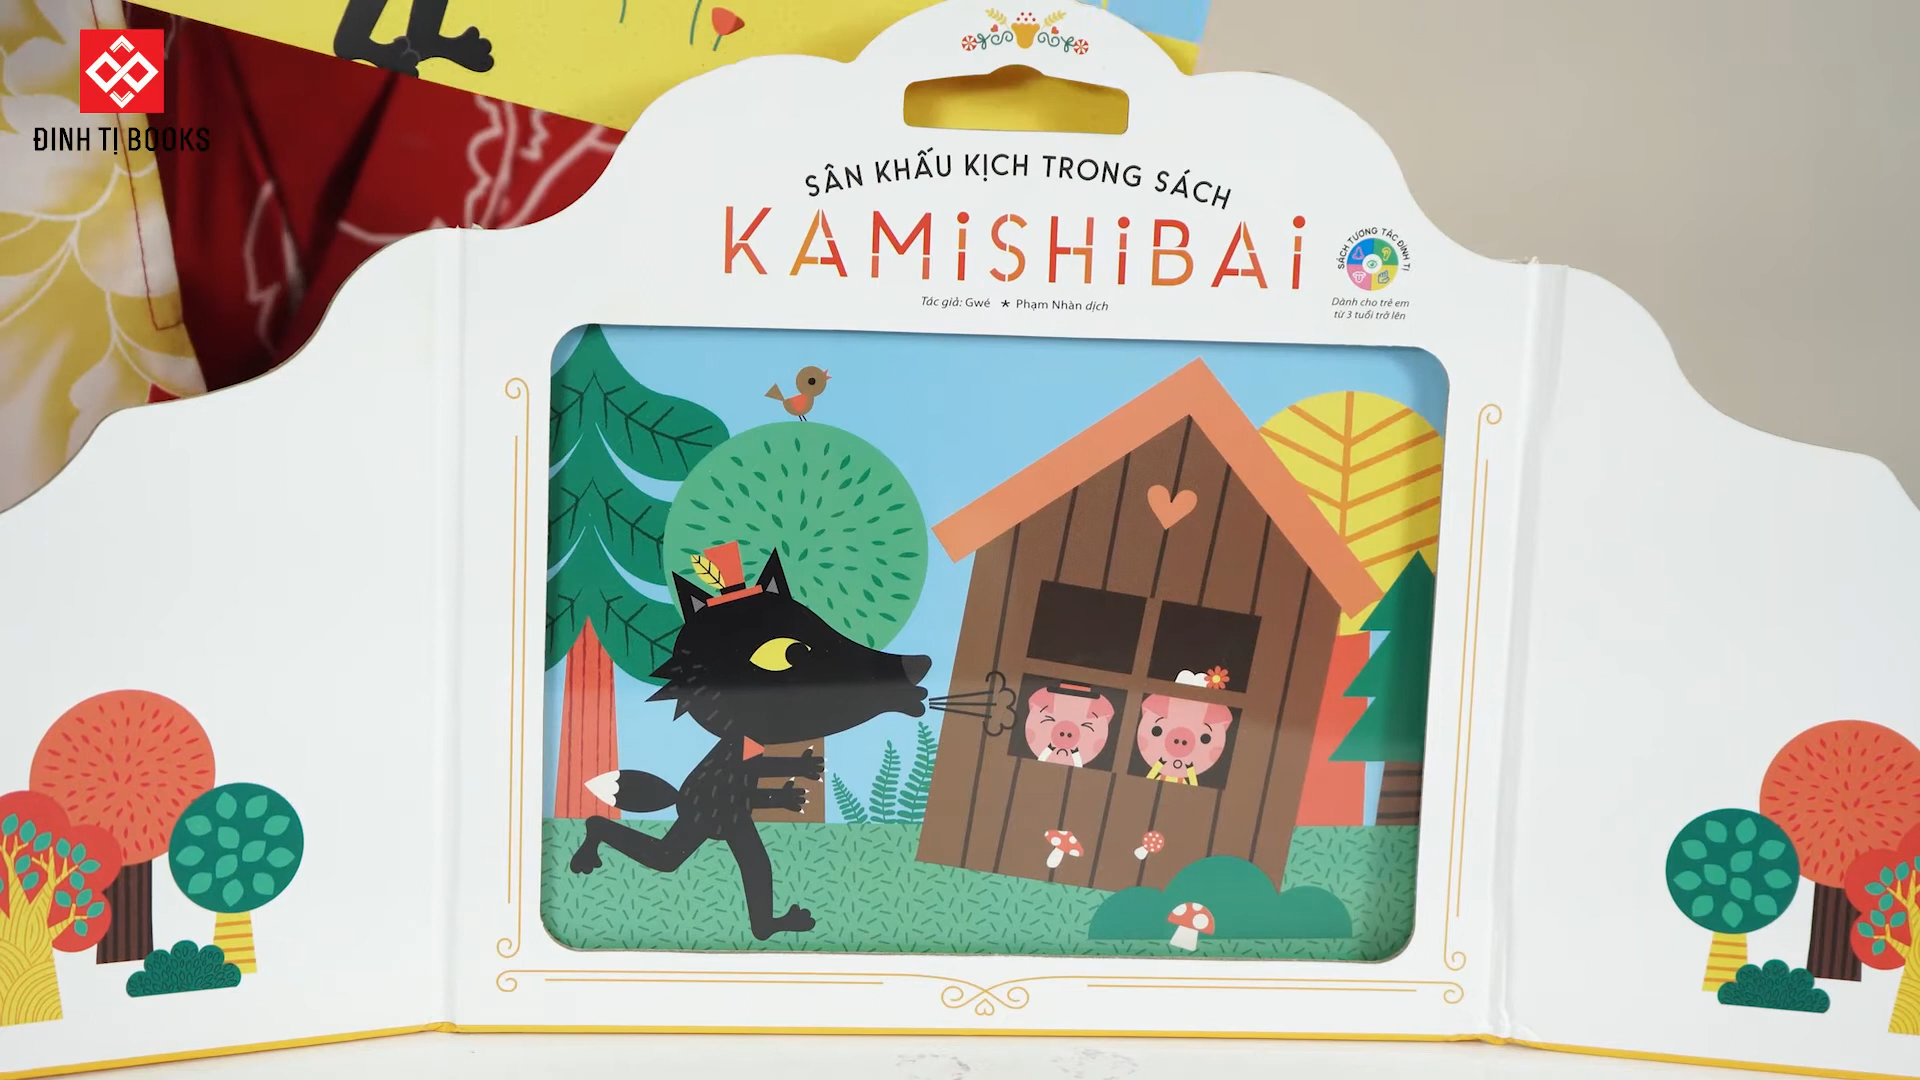 ĐINH TỊ BOOKS
SÂN KHẤU KỊCH TRONG SÁCH
KAMiSHiBAi
Tác giả: Gwé ★ Phạm Nhàn dịch
SÁCH TƯƠNG TÁC ĐINH TỊ
Dành cho trẻ em
từ 3 tuổi trở lên